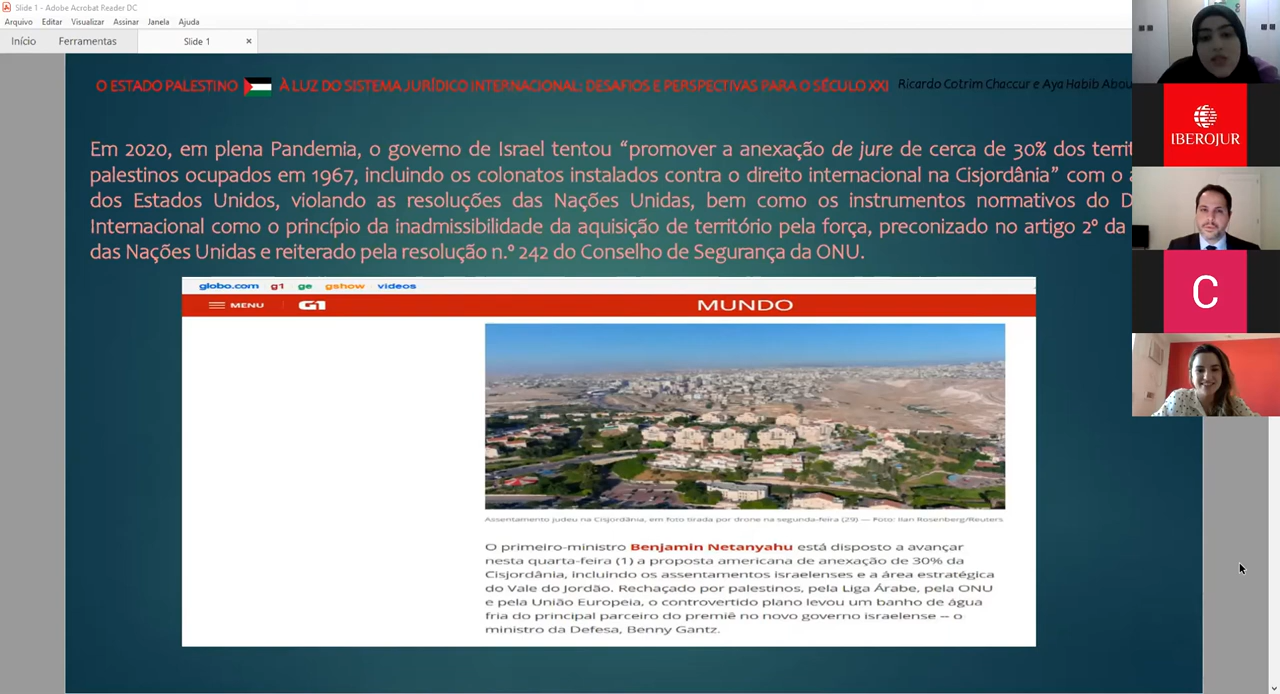 Slide 1 - Adobe Acrobat Reader DC
Arquivo Editar Visualizar Assinar Janela Ajuda
Início Ferramentas Slide 1 ×
O ESTADO PALESTINO À LUZ DO SISTEMA JURÍDICO INTERNACIONAL: DESAFIOS E PERSPECTIVAS PARA O SÉCULO XXI Ricardo Cotrim Chaccur e Aya Habib
Em 2020, em plena Pandemia, o governo de Israel tentou “promover a anexação de jure de cerca de 30% dos
palestinos ocupados em 1967, incluindo os colonatos instalados contra o direito internacional na Cisjordânia” com o
dos Estados Unidos, violando as resoluções das Nações Unidas, bem como os instrumentos normativos do
Internacional como o princípio da inadmissibilidade da aquisição de território pela força, preconizado no artigo 2º da
das Nações Unidas e reiterado pela resolução n.º 242 do Conselho de Segurança da ONU.
globo.com g1 ge gshow videos
MENU G1 MUNDO
Assentamento judeu na Cisjordânia, em foto tirada por drone na segunda-feira (29) — Foto: Ilan Rosenberg/Reuters
O primeiro-ministro Benjamin Netanyahu está disposto a avançar
nesta quarta-feira (1) a proposta americana de anexação de 30% da
Cisjordânia, incluindo os assentamentos israelenses e a área estratégica
do Vale do Jordão. Rechaçado por palestinos, pela Liga Árabe, pela ONU
e pela União Europeia, o controvertido plano levou um banho de água
fria do principal parceiro do premiê no novo governo israelense -- o
ministro da Defesa, Benny Gantz.
IBEROJUR
C